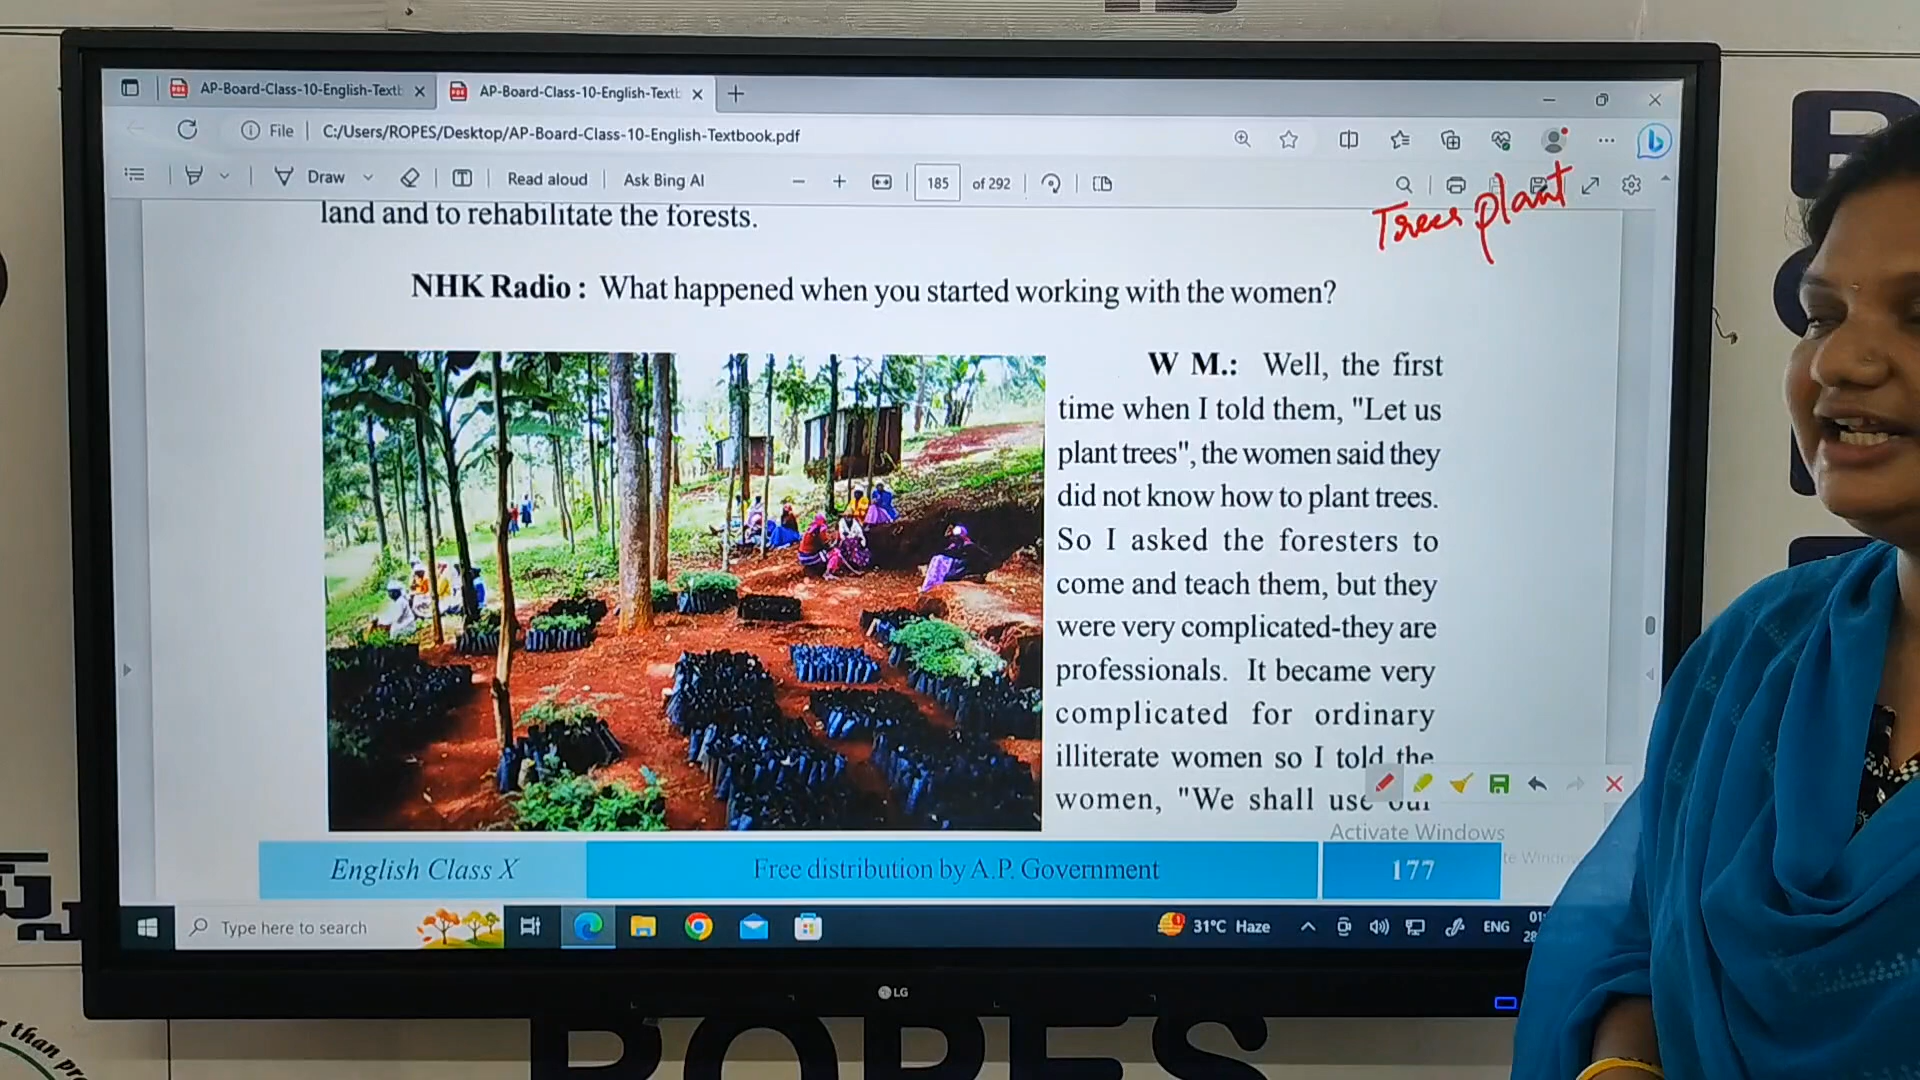 AP-Board-Class-10-English-Textb
AP-Board-Class-10-English-Textb
File
C:/Users/ROPES/Desktop/AP-Board-Class-10-English-Textbook.pdf
Draw
Read aloud
Ask Bing AI
185 of 292
Trees plant
land and to rehabilitate the forests.
NHK Radio : What happened when you started working with the women?
W M.: Well, the first
time when I told them, "Let us
plant trees", the women said they
did not know how to plant trees.
So I asked the foresters to
come and teach them, but they
were very complicated-they are
professionals. It became very
complicated for ordinary
illiterate women so I told the
women, "We shall use our
Activate Windows
English Class X
Free distribution by A.P. Government
177
Type here to search
31°C Haze
ENG
LG
ROPES
than